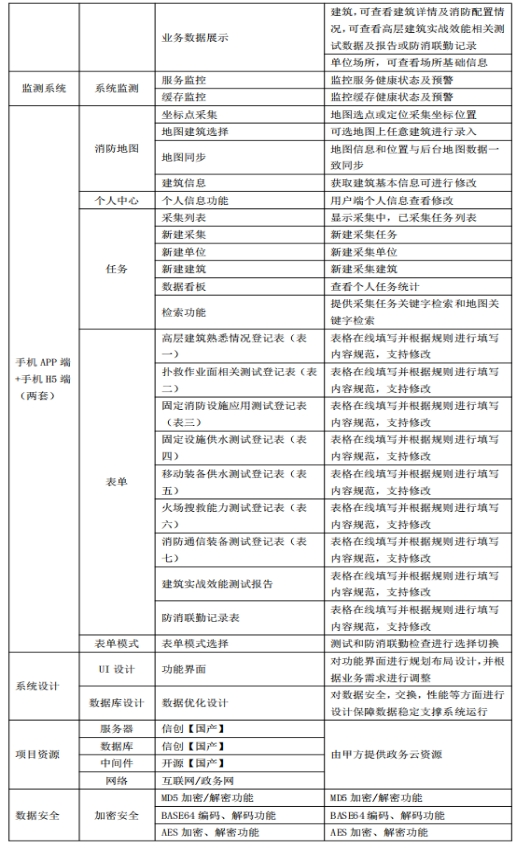 业务数据展示
建筑，可查看建筑详情及消防配置情
况，可查看高层建筑实战效能相关测
试数据及报告或防消联勤记录
单位场所，可查看场所基础信息
监测系统 系统监测 服务监控 监控服务健康状态及预警
缓存监控 监控缓存健康状态及预警
手机 APP 端
+手机 H5 端
（两套）
消防地图
坐标点采集 地图选点或定位采集坐标位置
地图建筑选择 可选地图上任意建筑进行录入
地图同步
地图信息和位置与后台地图数据一
致同步
建筑信息 获取建筑基本信息可进行修改
个人中心 个人信息功能 用户端个人信息查看修改
任务
采集列表 显示采集中，已采集任务列表
新建采集 新建采集任务
新建单位 新建采集单位
新建建筑 新建采集建筑
数据看板 查看个人任务统计
检索功能
提供采集任务关键字检索和地图关
键字检索
表单
高层建筑熟悉情况登记表（表
一）
表格在线填写并根据规则进行填写
内容规范，支持修改
扑救作业面相关测试登记表（表
二）
表格在线填写并根据规则进行填写
内容规范，支持修改
固定消防设施应用测试登记表
（表三）
表格在线填写并根据规则进行填写
内容规范，支持修改
固定设施供水测试登记表（表
四）
表格在线填写并根据规则进行填写
内容规范，支持修改
移动装备供水测试登记表（表
五）
表格在线填写并根据规则进行填写
内容规范，支持修改
火场搜救能力测试登记表（表
六）
表格在线填写并根据规则进行填写
内容规范，支持修改
消防通信装备测试登记表（表
七）
表格在线填写并根据规则进行填写
内容规范，支持修改
建筑实战效能测试报告
表格在线填写并根据规则进行填写
内容规范，支持修改
防消联勤记录表
表格在线填写并根据规则进行填写
内容规范，支持修改
表单模式 表单模式选择 测试和防消联勤检查进行选择切换
系统设计
UI 设计 功能界面
对功能界面进行规划布局设计，并根
据业务需求进行调整
数据库设计 数据优化设计
对数据安全，交换，性能等方面进行
设计保障数据稳定支撑系统运行
项目资源
服务器 信创【国产】
数据库 信创【国产】
中间件 开源【国产】
网络 互联网/政务网
由甲方提供政务云资源
数据安全 加密安全
MD5 加密/解密功能 MD5 加密/解密功能
BASE64 编码、解码功能 BASE64 编码、解码功能
AES 加密、解密功能 AES 加密、解密功能